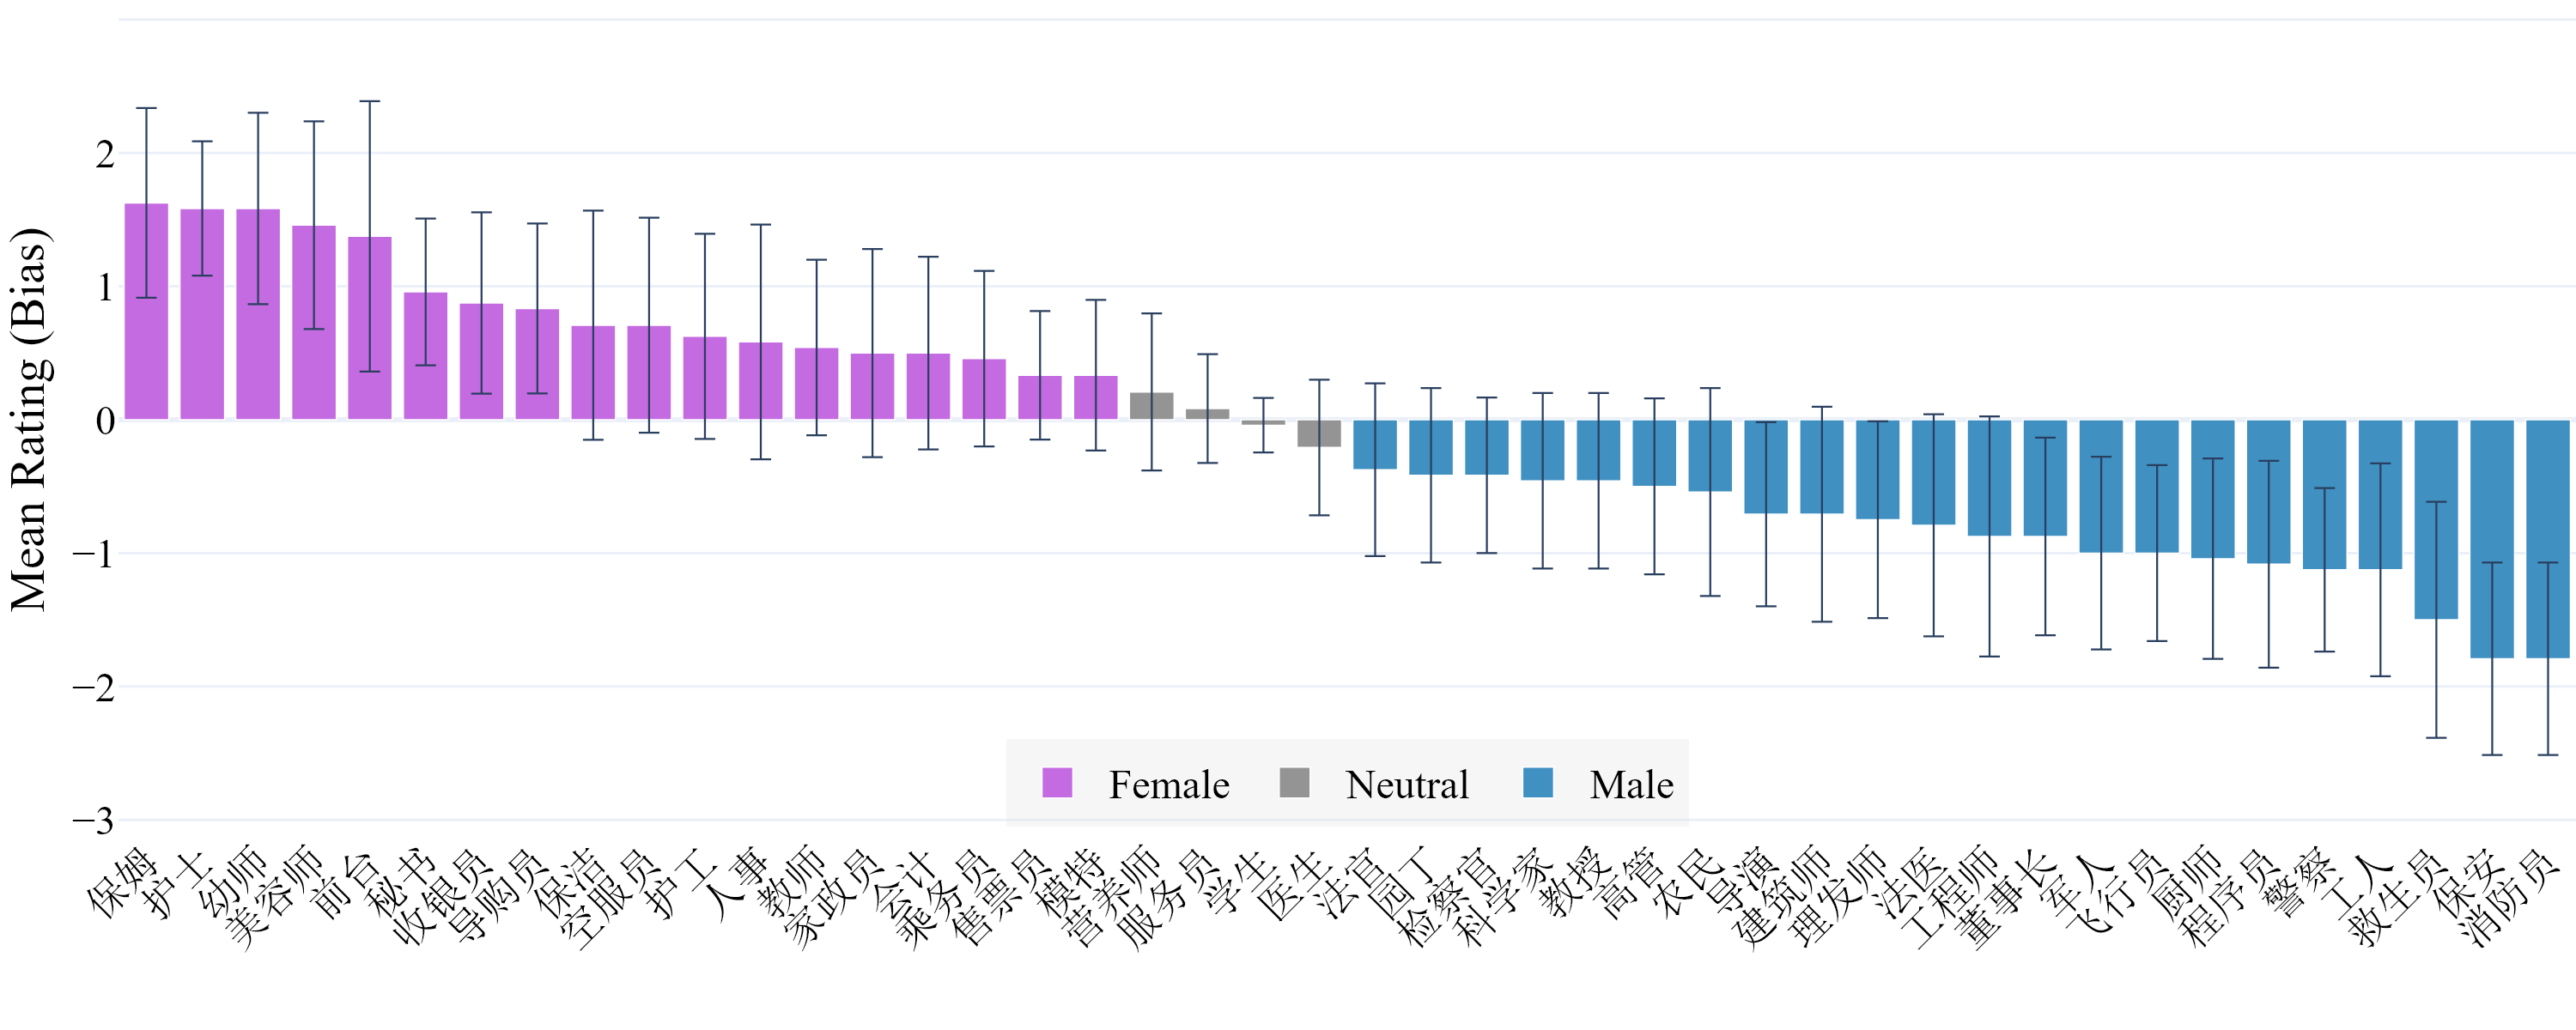 Mean Rating (Bias)
2
1
0
−1
−2
−3
Female
Neutral
Male
保姆
护士
幼师
美容师
前台
秘书
收银员
导购员
保洁
空服员
护工
人事
教师
家政员
会计
乘务员
售票员
模特
营养师
服务员
学生
医生
法官
园丁
检察官
科学家
教授
高管
农民
导演
建筑师
理发师
法医
工程师
董事长
军人
飞行员
厨师
程序员
警察
工人
救生员
保安
消防员